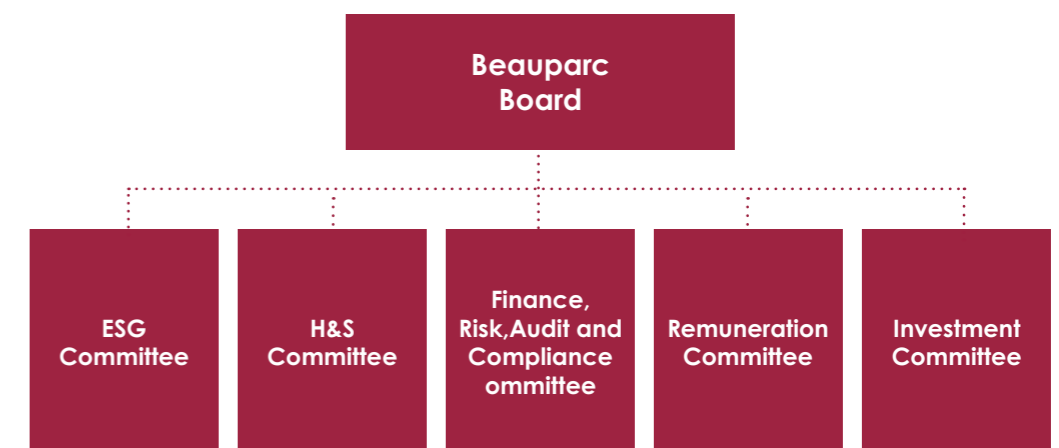 Beauparc
Board
ESG
Committee
H&S
Committee
Finance,
Risk,Audit and
Compliance
ommittee
Remuneration
Committee
Investment
Committee